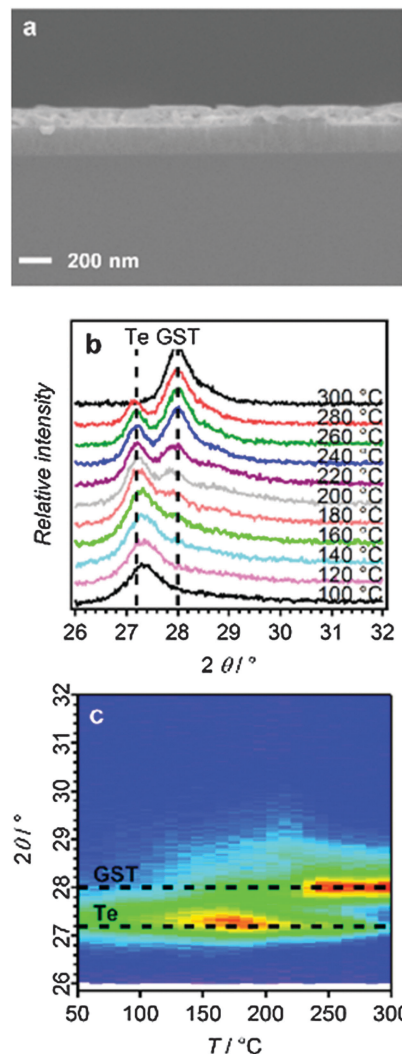 a
200 nm
Te GST
b
300 °C
280 °C
260 °C
240 °C
220 °C
200 °C
180 °C
160 °C
140 °C
120 °C
100 °C
Relative intensity
26 27 28 29 30 31 32
2 θ / °
c
32
31
30
29
28
27
26
2θ / °
GST
Te
50 100 150 200 250 300
T / °C